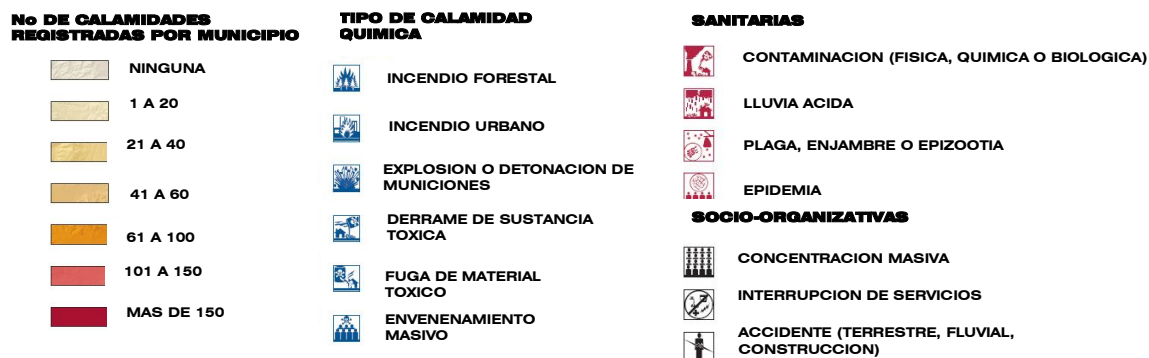 No DE CALAMIDADES
REGISTRADAS POR MUNICIPIO
NINGUNA
1 A 20
21 A 40
41 A 60
61 A 100
101 A 150
MAS DE 150
TIPO DE CALAMIDAD
QUIMICA
INCENDIO FORESTAL
INCENDIO URBANO
EXPLOSION O DETONACION DE
MUNICIONES
DERRAME DE SUSTANCIA
TOXICA
FUGA DE MATERIAL
TOXICO
ENVENENAMIENTO
MASIVO
SANITARIAS
CONTAMINACION (FISICA, QUIMICA O BIOLOGICA)
LLUVIA ACIDA
PLAGA, ENJAMBRE O EPIZOOTIA
EPIDEMIA
SOCIO-ORGANIZATIVAS
CONCENTRACION MASIVA
INTERRUPCION DE SERVICIOS
ACCIDENTE (TERRESTRE, FLUVIAL,
CONSTRUCCION)